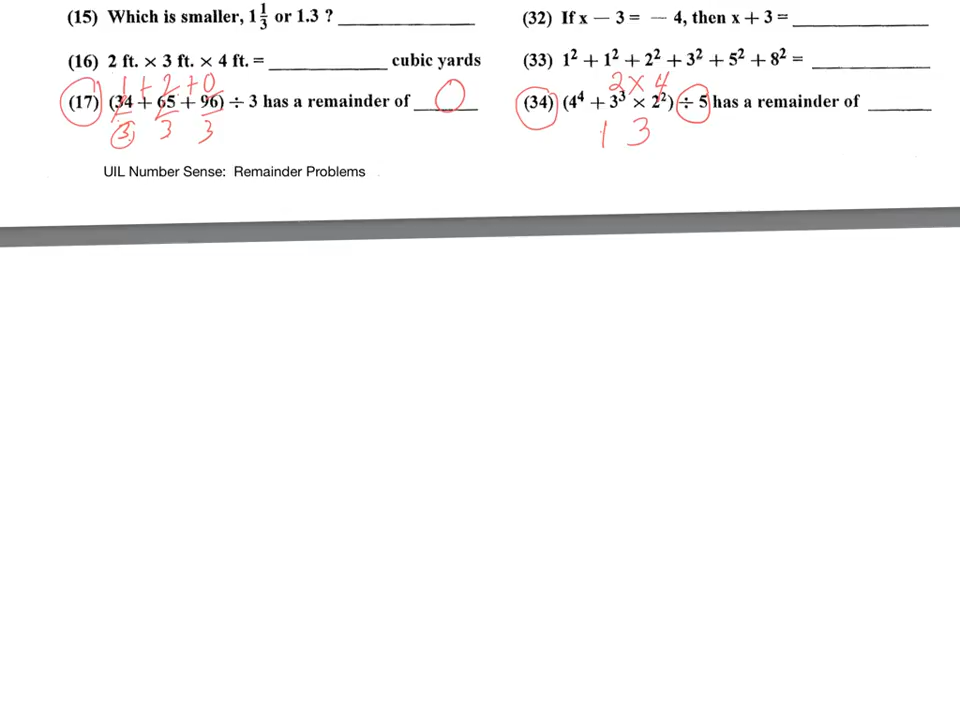 (15) Which is smaller, 1 1/3 or 1.3 ? ____________
(16) 2 ft. × 3 ft. × 4 ft. = ____________ cubic yards
1 + 2 + 0
(17) (34 + 65 + 96) ÷ 3 has a remainder of 0
3 3 3
(32) If x − 3 = − 4, then x + 3 = ____________
(33) 1² + 1² + 2² + 3² + 5² + 8² = ____________
2 × 4
(34) (4⁴ + 3³ × 2²) ÷ 5 has a remainder of ______
1 3
UIL Number Sense: Remainder Problems